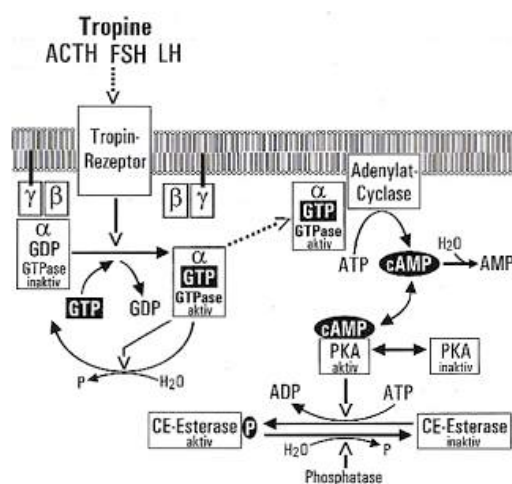 Tropine
ACTH FSH LH
Tropin-
Rezeptor
Adenylat-
Cyclase
γ β
β γ
α
GDP
GTPase
inaktiv
GTP
GDP
α
GTP
GTPase
aktiv
α
GTP
GTPase
aktiv
ATP
cAMP
H₂O
AMP
P
H₂O
cAMP
PKA
aktiv
PKA
inaktiv
ADP
ATP
CE-Esterase P
aktiv
CE-Esterase
inaktiv
H₂O
P
Phosphatase